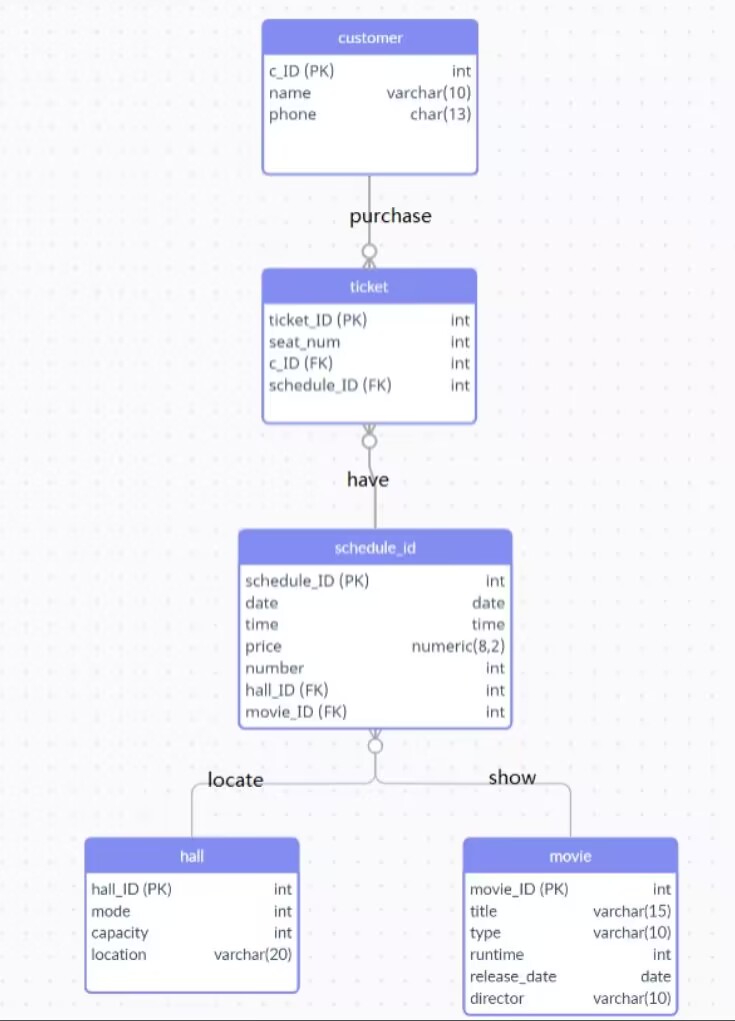 customer
c_ID (PK) int
name varchar(10)
phone char(13)
purchase
ticket
ticket_ID (PK) int
seat_num int
c_ID (FK) int
schedule_ID (FK) int
have
schedule_id
schedule_ID (PK) int
date date
time time
price numeric(8,2)
number int
hall_ID (FK) int
movie_ID (FK) int
locate show
hall
hall_ID (PK) int
mode int
capacity int
location varchar(20)
movie
movie_ID (PK) int
title varchar(15)
type varchar(10)
runtime int
release_date date
director varchar(10)